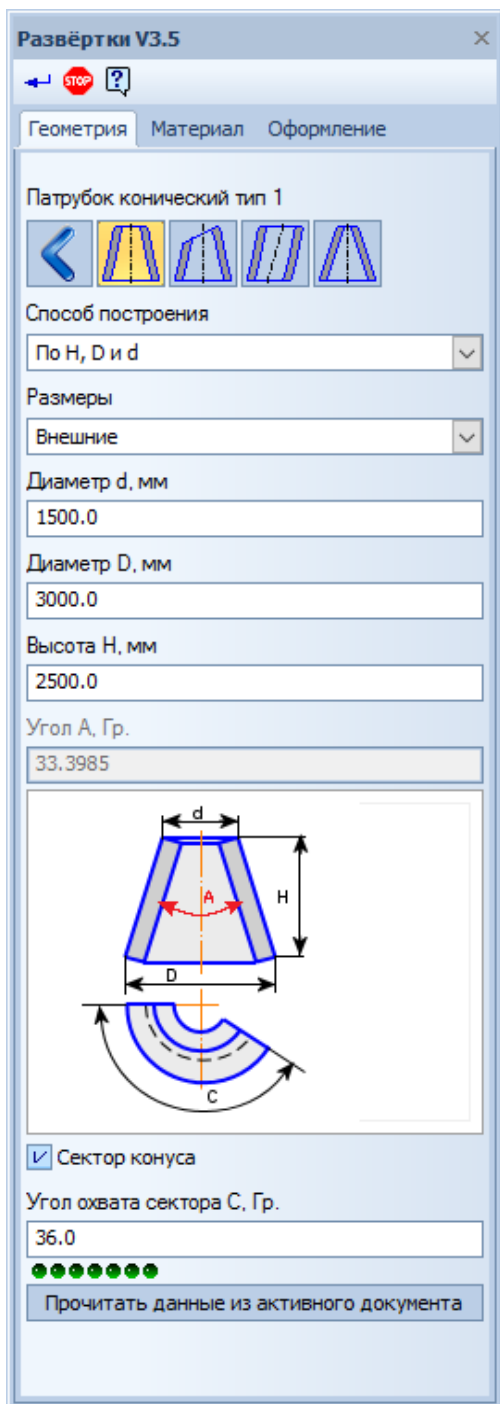 Развёртки V3.5
STOP
?
Геометрия Материал Оформление
Патрубок конический тип 1
Способ построения
По H, D и d
Размеры
Внешние
Диаметр d, мм
1500.0
Диаметр D, мм
3000.0
Высота H, мм
2500.0
Угол A, Гр.
33.3985
d
A
H
D
C
Сектор конуса
Угол охвата сектора C, Гр.
36.0
Прочитать данные из активного документа